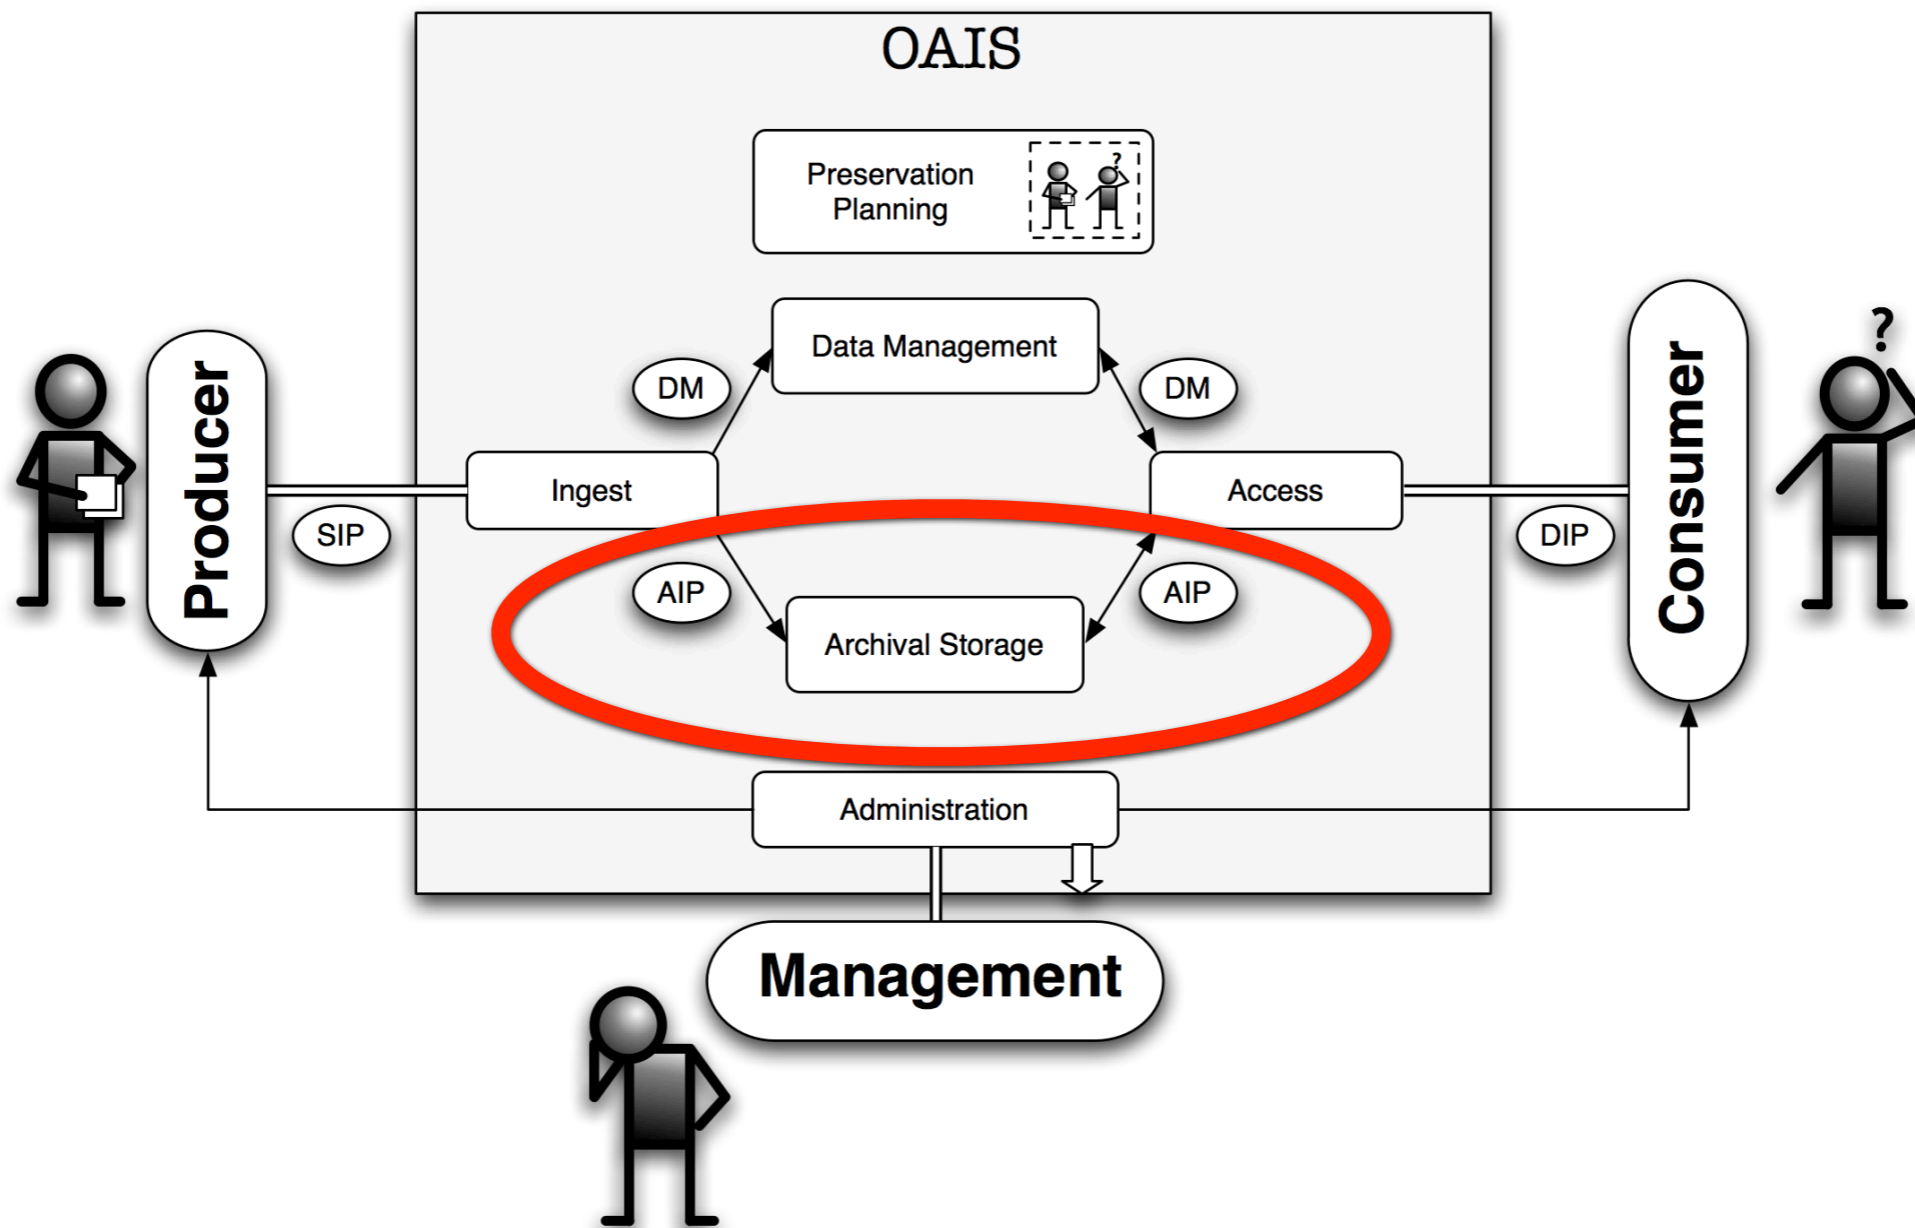 OAIS
Preservation
Planning
?
Data Management
DM
DM
Ingest
Access
Producer
SIP
Consumer
?
DIP
AIP
AIP
Archival Storage
Administration
Management